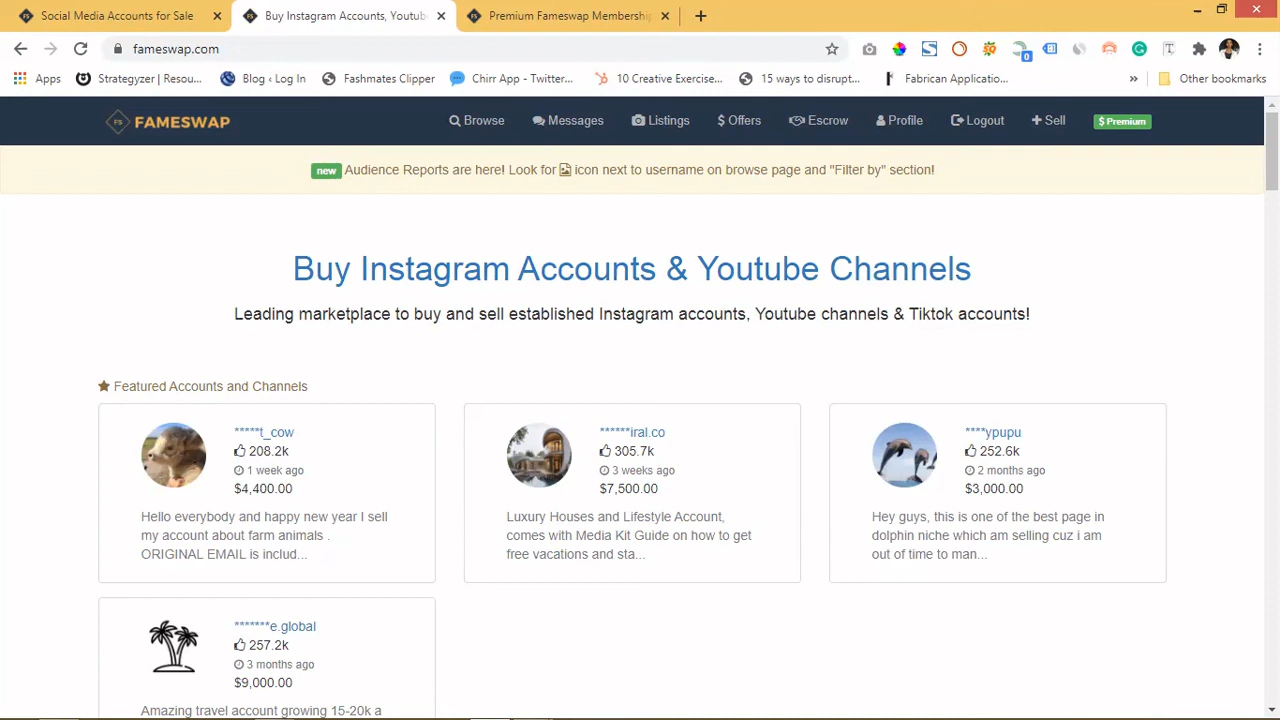 Social Media Accounts for Sale
Buy Instagram Accounts, Youtub
Premium Fameswap Membership
fameswap.com
0
Apps
Strategyzer | Resou...
Blog ‹ Log In
Fashmates Clipper
Chirr App - Twitter...
10 Creative Exercise...
15 ways to disrupt...
Fabrican Applicatio...
»
Other bookmarks
FS FAMESWAP
Browse
Messages
Listings
$ Offers
Escrow
Profile
Logout
+ Sell
$ Premium
new Audience Reports are here! Look for icon next to username on browse page and "Filter by" section!
Buy Instagram Accounts & Youtube Channels
Leading marketplace to buy and sell established Instagram accounts, Youtube channels & Tiktok accounts!
Featured Accounts and Channels
*****t_cow
208.2k
1 week ago
$4,400.00
Hello everybody and happy new year I sell
my account about farm animals .
ORIGINAL EMAIL is includ...
******iral.co
305.7k
3 weeks ago
$7,500.00
Luxury Houses and Lifestyle Account,
comes with Media Kit Guide on how to get
free vacations and sta...
****ypupu
252.6k
2 months ago
$3,000.00
Hey guys, this is one of the best page in
dolphin niche which am selling cuz i am
out of time to man...
*******e.global
257.2k
3 months ago
$9,000.00
Amazing travel account growing 15-20k a